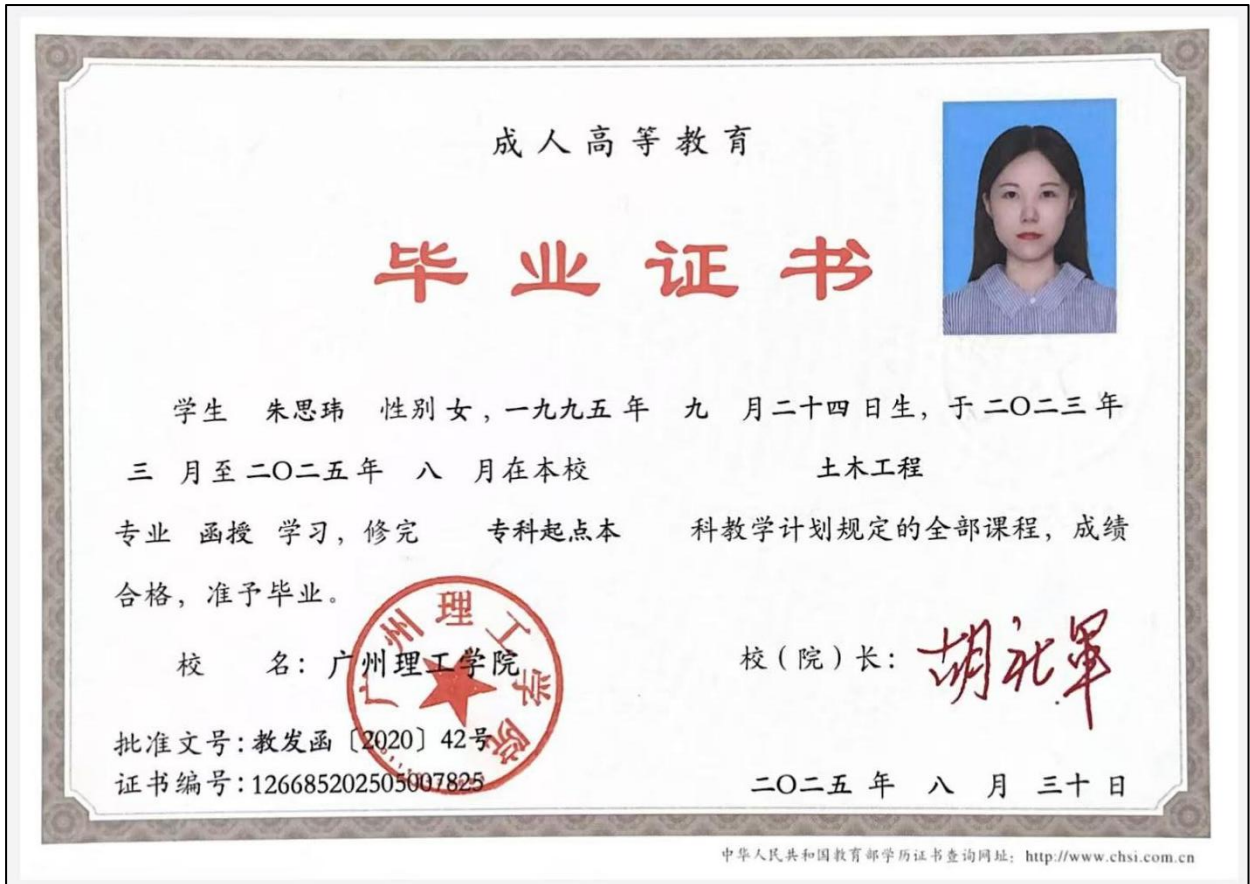 成人高等教育
毕业证书
学生 朱思玮 性别女，一九九五年 九 月二十四日生，于二〇二三年
三 月至二〇二五年 八 月在本校 土木工程
专业 函授 学习，修完 专科起点本 科教学计划规定的全部课程，成绩
合格，准予毕业。
校 名：广州理工学院 校（院）长：胡社军
广州理工学院
批准文号：教发函〔2020〕42号
证书编号：126685202505007825
二〇二五年 八 月 三十 日
中华人民共和国教育部学历证书查询网址：http://www.chsi.com.cn